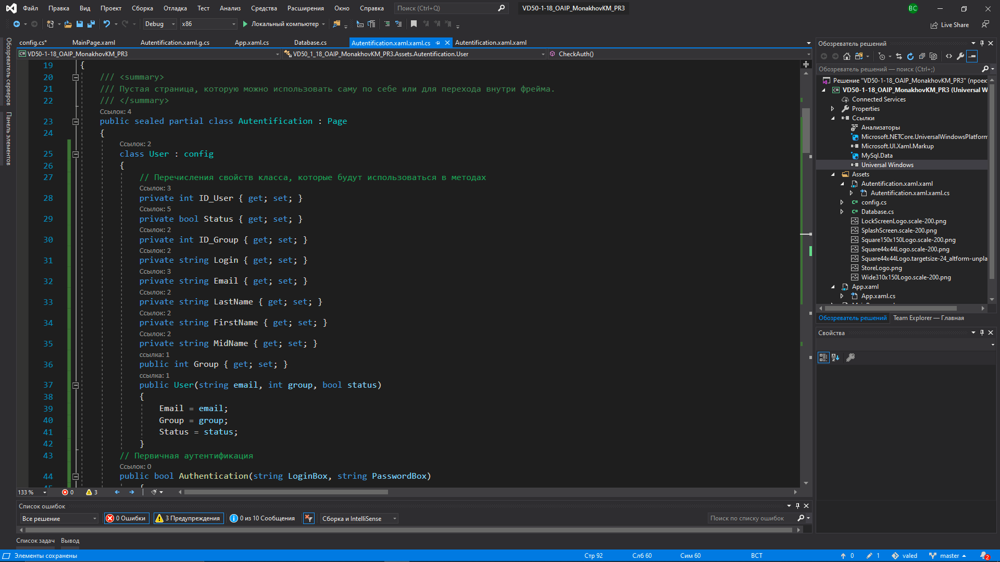 Файл Правка Вид Проект Сборка Отладка Тест Анализ Средства Расширения Окно Справка Поиск (Ctrl+Q) VD50-1-18_OAIP_MonakhovKM_PR3 ВС
Debug x86 Локальный компьютер Live Share
config.cs* MainPage.xaml Autentification.xaml.g.cs App.xaml.cs Database.cs Autentification.xaml.xaml.cs Autentification.xaml.xaml
VD50-1-18_OAIP_MonakhovKM_PR3 VD50_1_18_OAIP_MonakhovKM_PR3.Assets.Autentification.User CheckAuth()
Обозреватель серверов
Панель элементов
19 {
20 /// <summary>
21 /// Пустая страница, которую можно использовать саму по себе или для перехода внутри фрейма.
22 /// </summary>
Ссылок: 4
23 public sealed partial class Autentification : Page
24 {
Ссылок: 2
25 class User : config
26 {
27 // Перечисления свойств класса, которые будут использоваться в методах
Ссылок: 3
28 private int ID_User { get; set; }
Ссылок: 5
29 private bool Status { get; set; }
Ссылок: 2
30 private int ID_Group { get; set; }
Ссылок: 2
31 private string Login { get; set; }
Ссылок: 3
32 private string Email { get; set; }
Ссылок: 2
33 private string LastName { get; set; }
Ссылок: 2
34 private string FirstName { get; set; }
Ссылок: 2
35 private string MidName { get; set; }
ссылка: 1
36 public int Group { get; set; }
ссылка: 1
37 public User(string email, int group, bool status)
38 {
39 Email = email;
40 Group = group;
41 Status = status;
42 }
43 // Первичная аутентификация
Ссылок: 0
44 public bool Authentication(string LoginBox, string PasswordBox)
45 {
133 % 0 3
Список ошибок
Все решение 0 Ошибки 3 Предупреждения 0 из 10 Сообщения Сборка и IntelliSense Поиск по списку ошибок
Список задач Вывод
Обозреватель решений
Обозреватель решений — поиск (Ctrl+;)
Решение "VD50-1-18_OAIP_MonakhovKM_PR3" (проек
VD50-1-18_OAIP_MonakhovKM_PR3 (Universal W
Connected Services
Properties
Ссылки
Анализаторы
Microsoft.NETCore.UniversalWindowsPlatform
Microsoft.UI.Xaml.Markup
MySql.Data
Universal Windows
Assets
Autentification.xaml.xaml
Autentification.xaml.xaml.cs
config.cs
Database.cs
LockScreenLogo.scale-200.png
SplashScreen.scale-200.png
Square150x150Logo.scale-200.png
Square44x44Logo.scale-200.png
Square44x44Logo.targetsize-24_altform-unpla
StoreLogo.png
Wide310x150Logo.scale-200.png
App.xaml
App.xaml.cs
Обозреватель решений Team Explorer — Главная
Свойства
Элементы сохранены Стр 92 Слб 60 Сим 60 ВСТ 0 1 valed master 2